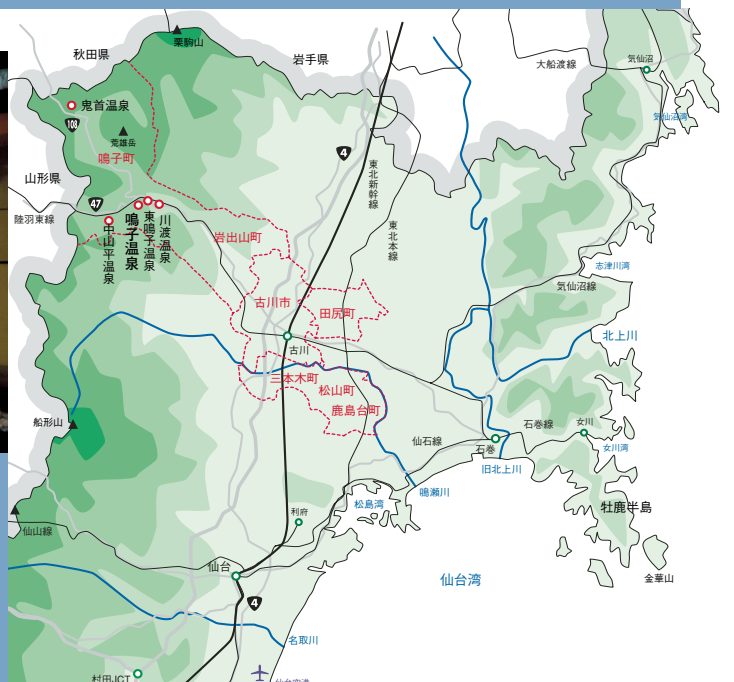 栗駒山
秋田県
岩手県
大船渡線
気仙沼
鬼首温泉
気仙沼湾
108
荒雄岳
4
鳴子町
東北新幹線
山形県
47
陸羽東線
中山平温泉
鳴子温泉
東鳴子温泉
川渡温泉
岩出山町
東北本線
志津川湾
気仙沼線
古川市
田尻町
北上川
古川
三本木町
松山町
鹿島台町
船形山
仙石線
石巻
石巻線
女川
女川湾
旧北上川
鳴瀬川
松島湾
利府
牡鹿半島
仙山線
仙台
仙台湾
金華山
4
名取川
村田JCT
仙台空港